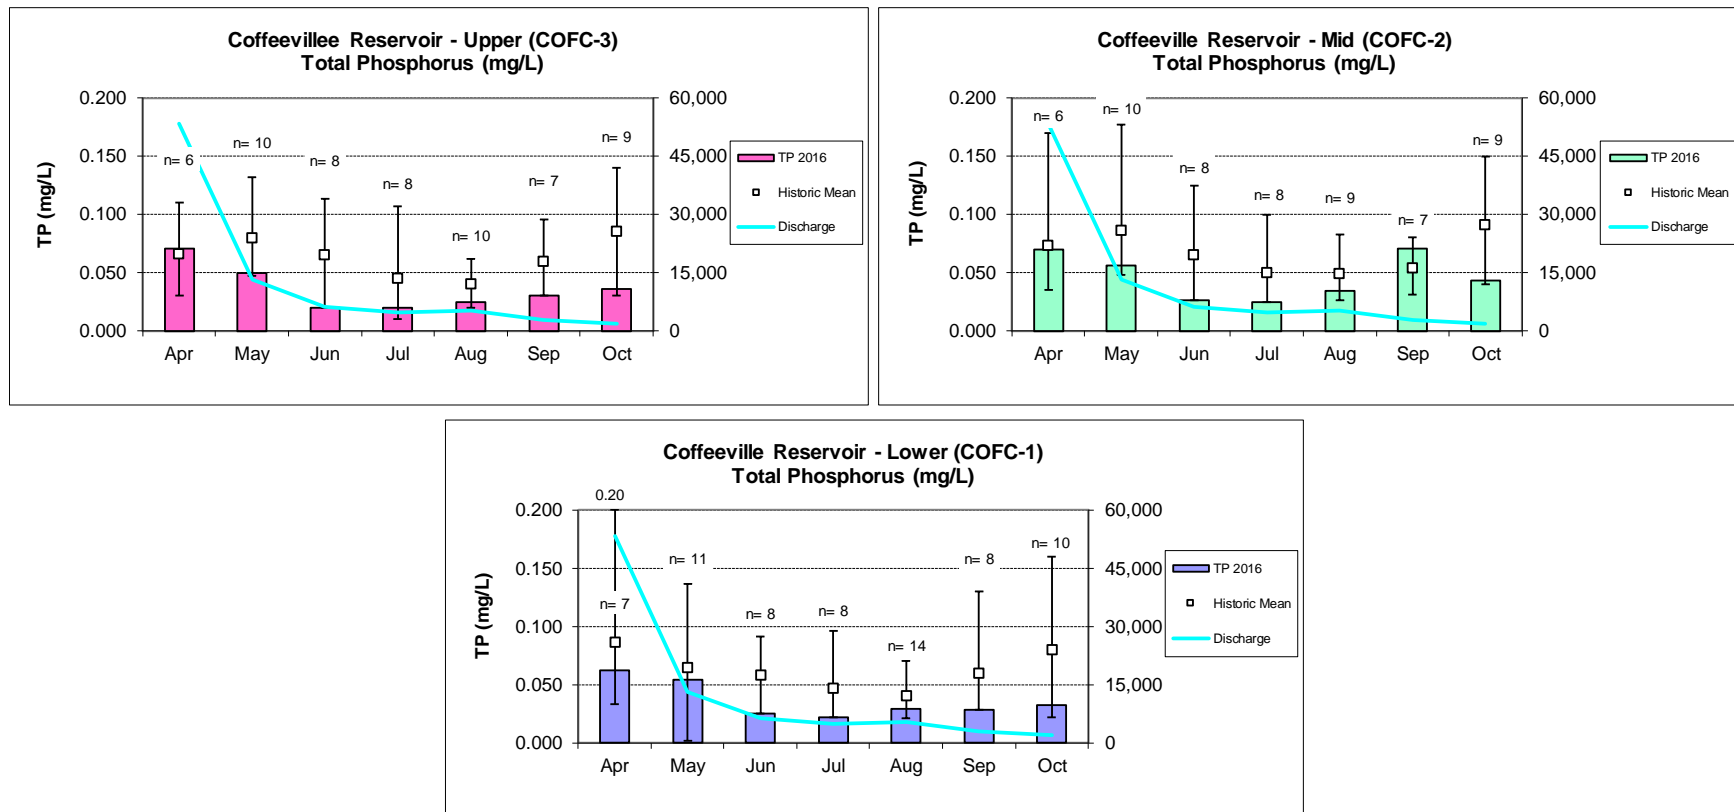 Coffeevillee Reservoir - Upper (COFC-3)
Total Phosphorus (mg/L)
TP (mg/L)
0.200
0.150
0.100
0.050
0.000
60,000
45,000
30,000
15,000
0
n= 6
n= 10
n= 8
n= 8
n= 10
n= 7
n= 9
Apr May Jun Jul Aug Sep Oct
TP 2016
Historic Mean
Discharge
Coffeeville Reservoir - Mid (COFC-2)
Total Phosphorus (mg/L)
TP (mg/L)
0.200
0.150
0.100
0.050
0.000
60,000
45,000
30,000
15,000
0
n= 6
n= 10
n= 8
n= 8
n= 9
n= 7
n= 9
Apr May Jun Jul Aug Sep Oct
TP 2016
Historic Mean
Discharge
Coffeeville Reservoir - Lower (COFC-1)
Total Phosphorus (mg/L)
TP (mg/L)
0.200
0.150
0.100
0.050
0.000
60,000
45,000
30,000
15,000
0
0.20
n= 7
n= 11
n= 8
n= 8
n= 14
n= 8
n= 10
Apr May Jun Jul Aug Sep Oct
TP 2016
Historic Mean
Discharge